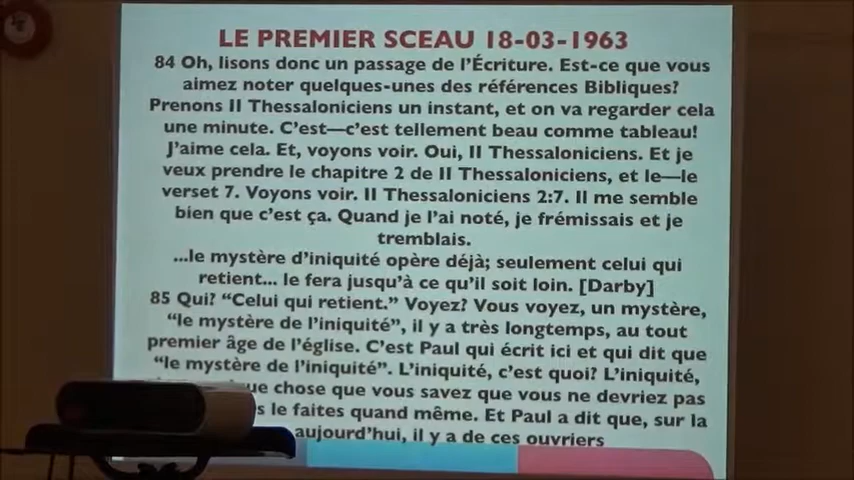 LE PREMIER SCEAU 18-03-1963
84 Oh, lisons donc un passage de l'Écriture. Est-ce que vous
aimez noter quelques-unes des références Bibliques?
Prenons II Thessaloniciens un instant, et on va regarder cela
une minute. C'est—c'est tellement beau comme tableau!
J'aime cela. Et, voyons voir. Oui, II Thessaloniciens. Et je
veux prendre le chapitre 2 de II Thessaloniciens, et le—le
verset 7. Voyons voir. II Thessaloniciens 2:7. Il me semble
bien que c'est ça. Quand je l'ai noté, je frémissais et je
tremblais.
...le mystère d'iniquité opère déjà; seulement celui qui
retient... le fera jusqu'à ce qu'il soit loin. [Darby]
85 Qui? “Celui qui retient.” Voyez? Vous voyez, un mystère,
“le mystère de l'iniquité”, il y a très longtemps, au tout
premier âge de l'église. C'est Paul qui écrit ici et qui dit que
“le mystère de l'iniquité”. L'iniquité, c'est quoi? L'iniquité,
chose que vous savez que vous ne devriez pas
le faites quand même. Et Paul a dit que, sur la
aujourd'hui, il y a de ces ouvriers